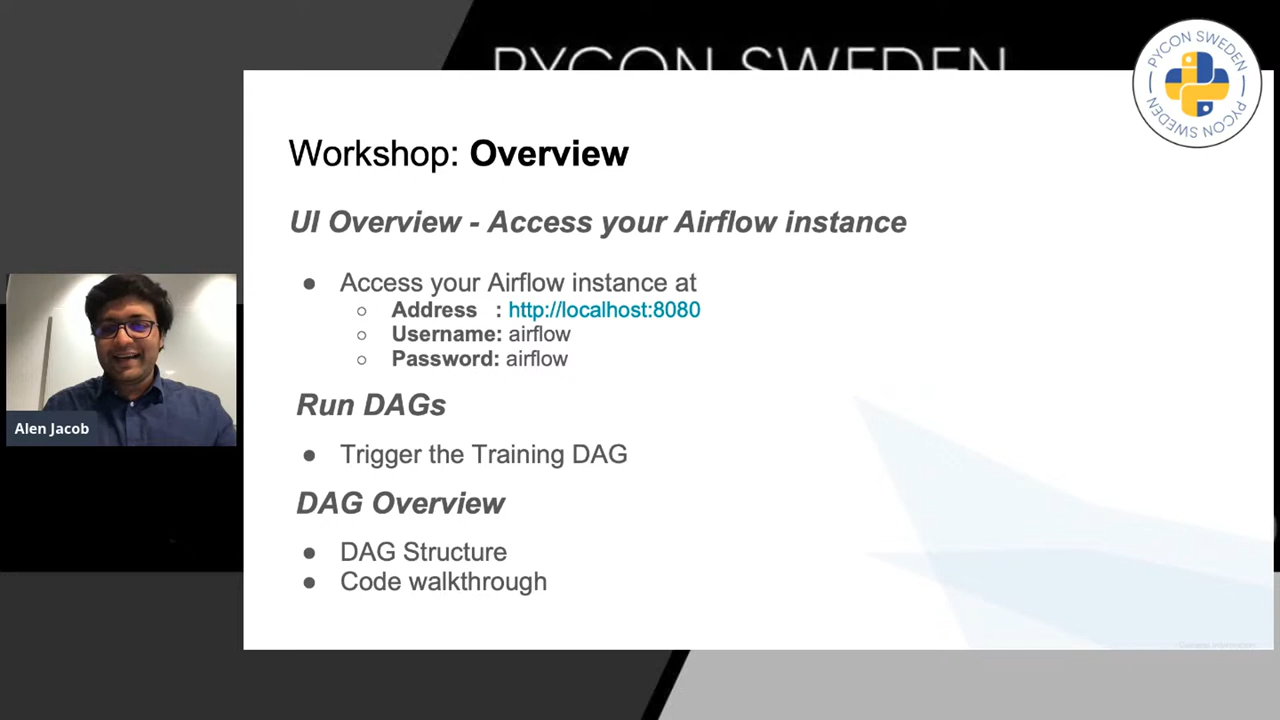 PYCON SWEDEN
PYCON SWEDEN
PYCON SWEDEN
Workshop: Overview
UI Overview - Access your Airflow instance
● Access your Airflow instance at
○ Address : http://localhost:8080
○ Username: airflow
○ Password: airflow
Run DAGs
● Trigger the Training DAG
DAG Overview
● DAG Structure
● Code walkthrough
Alen Jacob